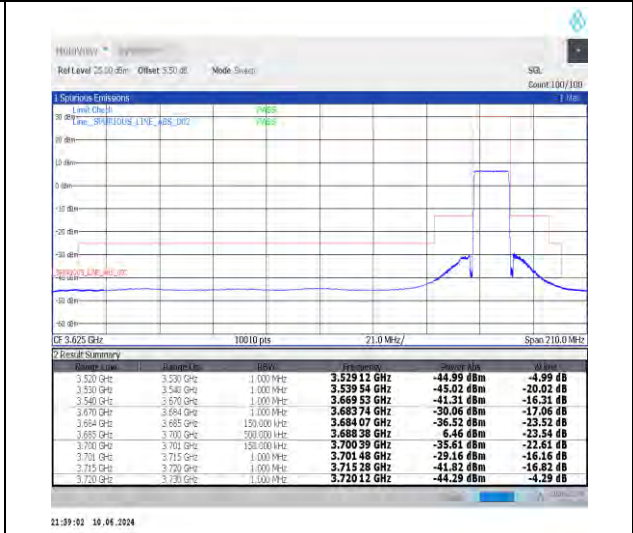 MultiView
Ref Level 25.00 dBm Offset 5.50 dB Mode Sweep SGL
Count 100/100
1 Spurious Emissions
Limit Check PASS
Line _SPURIOUS_LINE_ABS_002 PASS
30 dBm
20 dBm
10 dBm
0 dBm
-10 dBm
-20 dBm
-30 dBm
-50 dBm
-60 dBm
CF 3.625 GHz 10010 pts 21.0 MHz/ Span 210.0 MHz
2 Result Summary
Range Low Range Up RBW Frequency Power Abs
3.520 GHz 3.530 GHz 1.000 MHz 3.529 12 GHz -44.99 dBm -4.99 dB
3.530 GHz 3.540 GHz 1.000 MHz 3.539 54 GHz -45.02 dBm -20.02 dB
3.540 GHz 3.670 GHz 1.000 MHz 3.669 53 GHz -41.31 dBm -16.31 dB
3.670 GHz 3.684 GHz 1.000 MHz 3.683 74 GHz -30.06 dBm -17.06 dB
3.684 GHz 3.685 GHz 150.000 kHz 3.684 07 GHz -36.52 dBm -23.52 dB
3.685 GHz 3.700 GHz 500.000 kHz 3.688 38 GHz 6.46 dBm -23.54 dB
3.700 GHz 3.701 GHz 150.000 kHz 3.700 39 GHz -35.61 dBm -22.61 dB
3.701 GHz 3.715 GHz 1.000 MHz 3.701 48 GHz -29.16 dBm -16.16 dB
3.715 GHz 3.720 GHz 1.000 MHz 3.715 28 GHz -41.82 dBm -16.82 dB
3.720 GHz 3.730 GHz 1.000 MHz 3.720 12 GHz -44.29 dBm -4.29 dB
21:39:02 10.06.2024